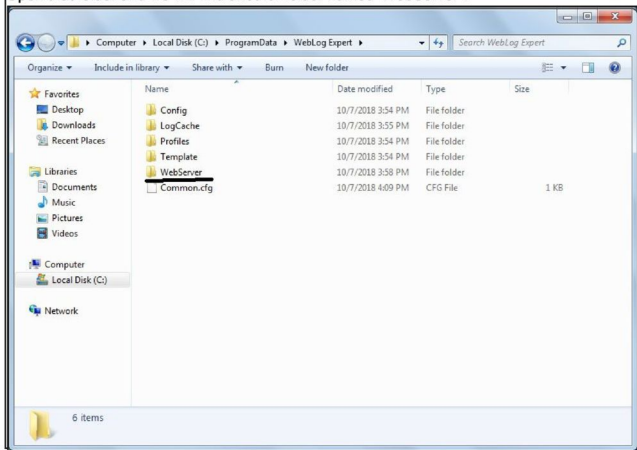 Computer ▸ Local Disk (C:) ▸ ProgramData ▸ WebLog Expert ▸
Search WebLog Expert
Organize Include in library Share with Burn New folder
Name Date modified Type Size
Favorites
Desktop
Downloads
Recent Places
Libraries
Documents
Music
Pictures
Videos
Computer
Local Disk (C:)
Network
Config 10/7/2018 3:54 PM File folder
LogCache 10/7/2018 3:55 PM File folder
Profiles 10/7/2018 3:54 PM File folder
Template 10/7/2018 3:54 PM File folder
WebServer 10/7/2018 3:58 PM File folder
Common.cfg 10/7/2018 4:09 PM CFG File 1 KB
6 items